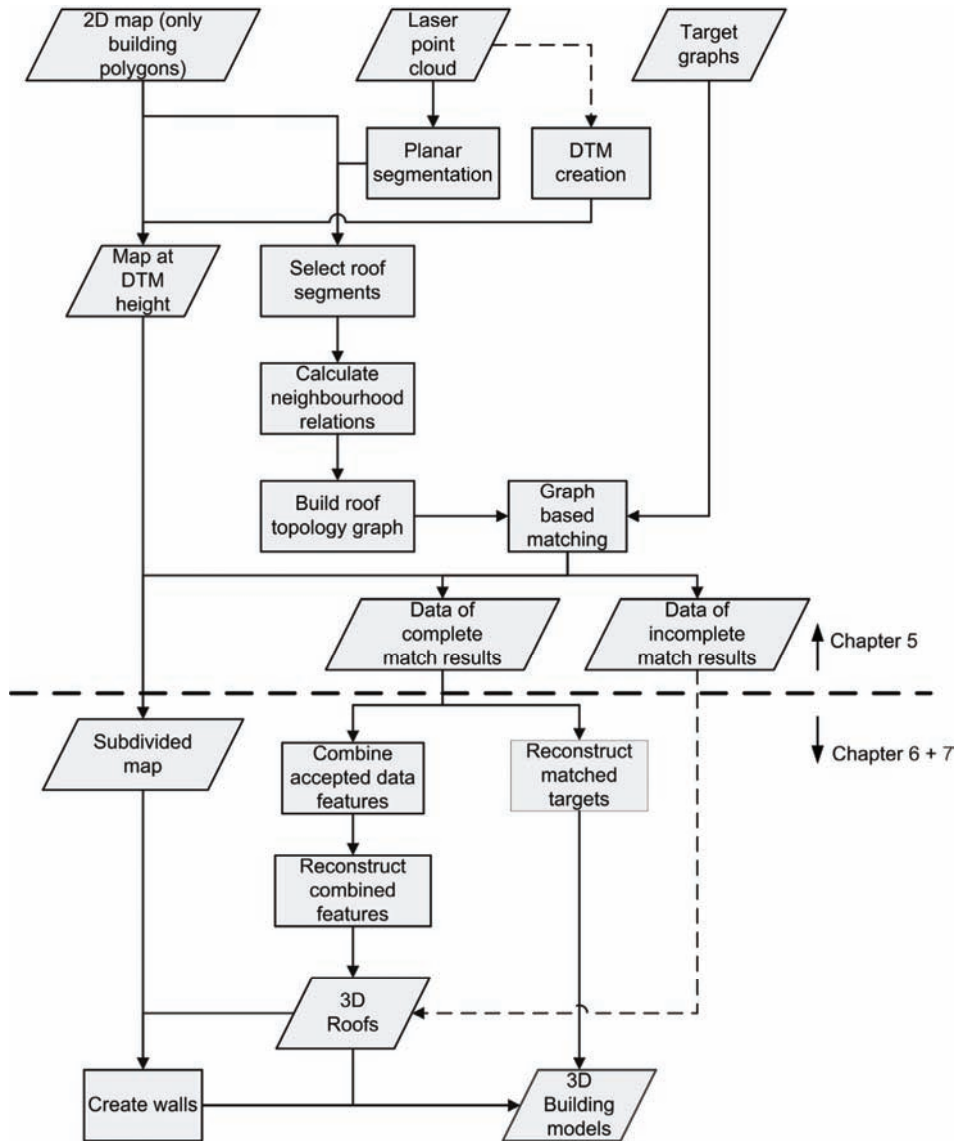 2D map (only
building
polygons)
Laser
point
cloud
Target
graphs
Planar
segmentation
DTM
creation
Map at
DTM
height
Select roof
segments
Calculate
neighbourhood
relations
Build roof
topology graph
Graph
based
matching
Data of
complete
match results
Data of
incomplete
match results
Chapter 5
Subdivided
map
Combine
accepted data
features
Reconstruct
matched
targets
Chapter 6 + 7
Reconstruct
combined
features
3D
Roofs
Create walls
3D
Building
models